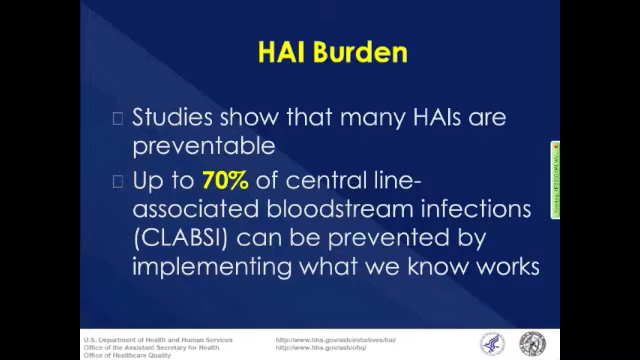 HAI Burden
Studies show that many HAIs are
preventable
Up to 70% of central line-
associated bloodstream infections
(CLABSI) can be prevented by
implementing what we know works
U.S. Department of Health and Human Services
Office of the Assistant Secretary for Health
Office of Healthcare Quality
http://www.hhs.gov/ash/initiatives/hai/
http://www.hhs.gov/ash/ohq/